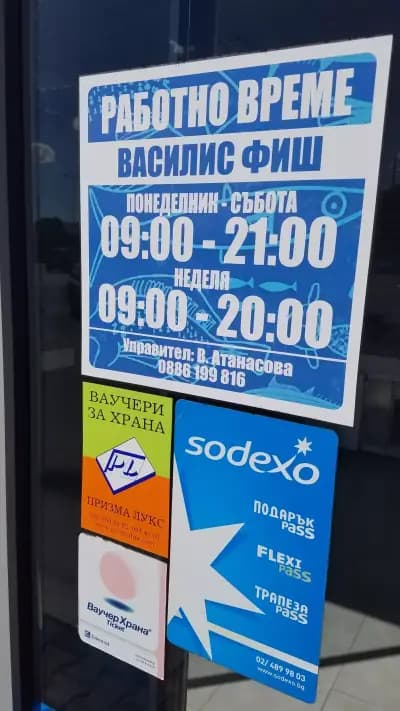 РАБОТНО ВРЕМЕ
ВАСИЛИС ФИШ
ПОНЕДЕЛНИК - СЪБОТА
09:00 - 21:00
НЕДЕЛЯ
09:00 - 20:00
Управител: В. Атанасова
0886 199 816
ВАУЧЕРИ
ЗА ХРАНА
ПРИЗМА ЛУКС
sodexo
ПОДАРЪК
PASS
FLEXI
PASS
ТРАПЕЗА
PASS
02/ 489 98 03
www.sodexo.bg
Ваучер Храна®
Ticket